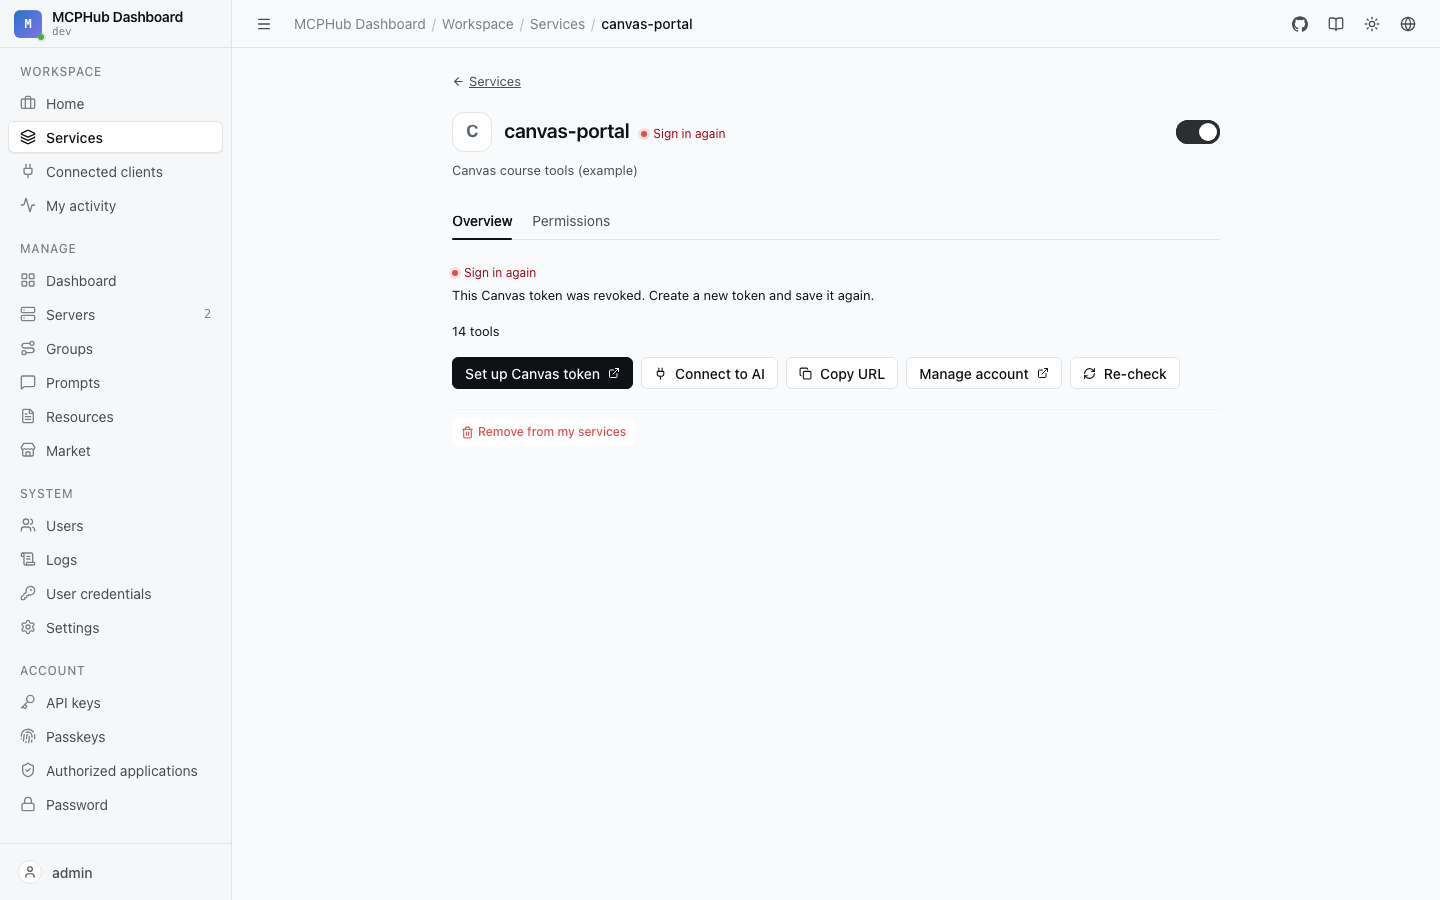 M
MCPHub Dashboard
dev
WORKSPACE
Home
Services
Connected clients
My activity
MANAGE
Dashboard
Servers 2
Groups
Prompts
Resources
Market
SYSTEM
Users
Logs
User credentials
Settings
ACCOUNT
API keys
Passkeys
Authorized applications
Password
admin
MCPHub Dashboard / Workspace / Services / canvas-portal
Services
C
canvas-portal Sign in again
Canvas course tools (example)
Overview Permissions
Sign in again
This Canvas token was revoked. Create a new token and save it again.
14 tools
Set up Canvas token Connect to AI Copy URL Manage account Re-check
Remove from my services